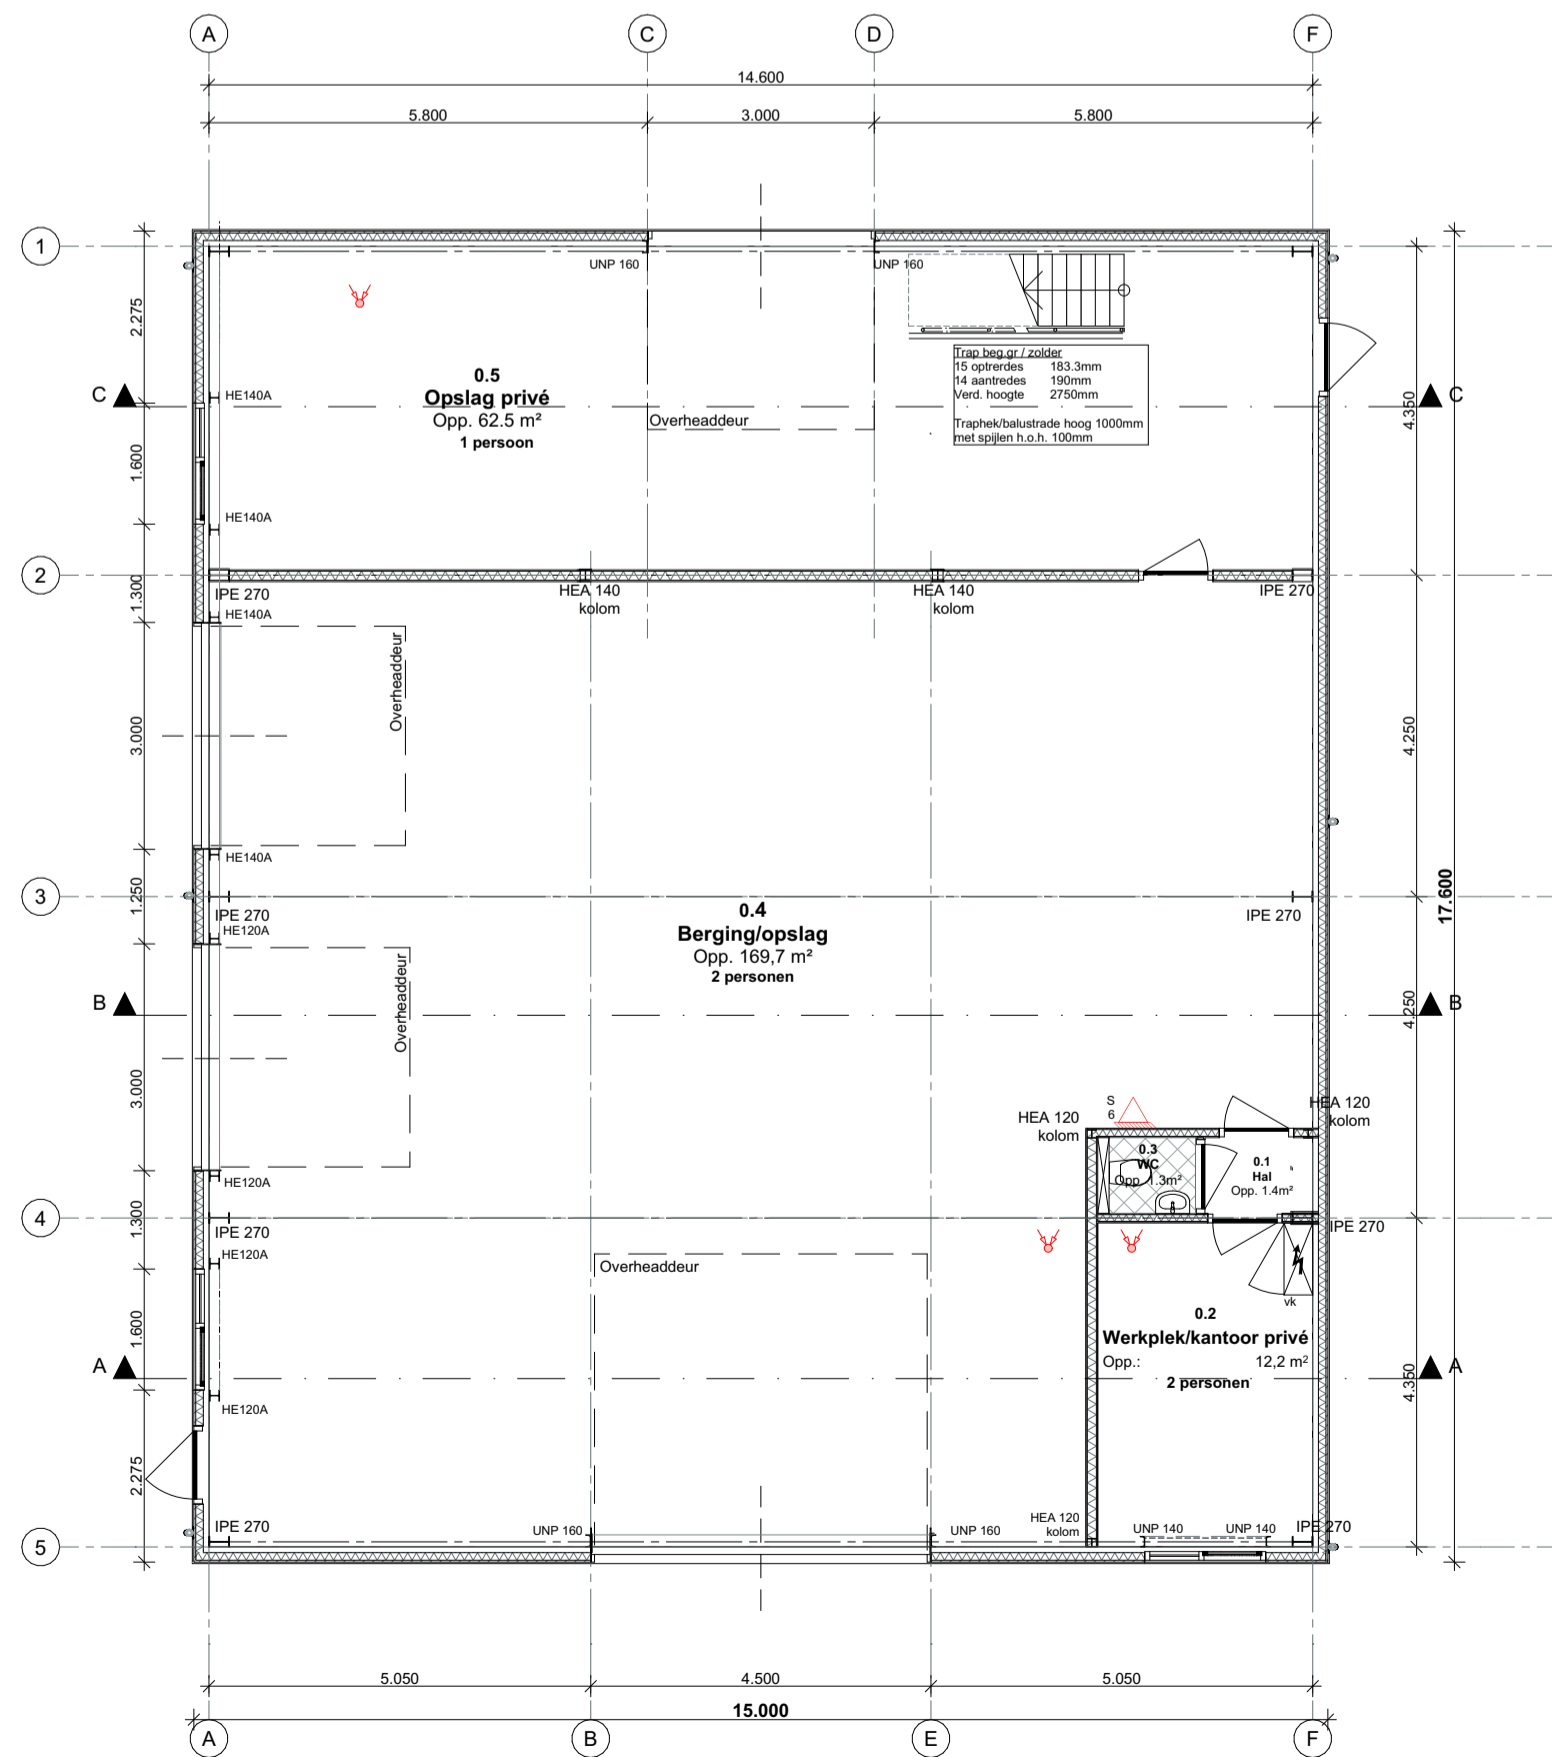 A
C
D
F
14.600
5.800
3.000
5.800
1
UNP 160
UNP 160
2.275
Trap beg.gr / zolder
15 optrerdes 183.3mm
14 aantredes 190mm
Verd. hoogte 2750mm
Traphek/balustrade hoog 1000mm
met spijlen h.o.h. 100mm
0.5
Opslag privé
Opp. 62.5 m²
1 persoon
C
HE140A
Overheaddeur
4.350
C
1.600
HE140A
2
1.300
IPE 270
HE140A
HEA 140
kolom
HEA 140
kolom
IPE 270
Overheaddeur
3.000
4.250
HE140A
3
1.250
IPE 270
HE120A
IPE 270
17.600
0.4
Berging/opslag
Opp. 169,7 m²
2 personen
Overheaddeur
B
4.250
B
3.000
S
6
HEA 120
kolom
HEA 120
kolom
0.3
WC
Opp. 1.3m²
0.1
Hal
Opp. 1.4m²
HE120A
4
1.300
IPE 270
HE120A
IPE 270
Overheaddeur
vk
0.2
Werkplek/kantoor privé
Opp.: 12,2 m²
2 personen
1.600
A
4.350
A
HE120A
2.275
5
IPE 270
UNP 160
UNP 160
HEA 120
kolom
UNP 140
UNP 140
IPE 270
5.050
4.500
5.050
15.000
A
B
E
F